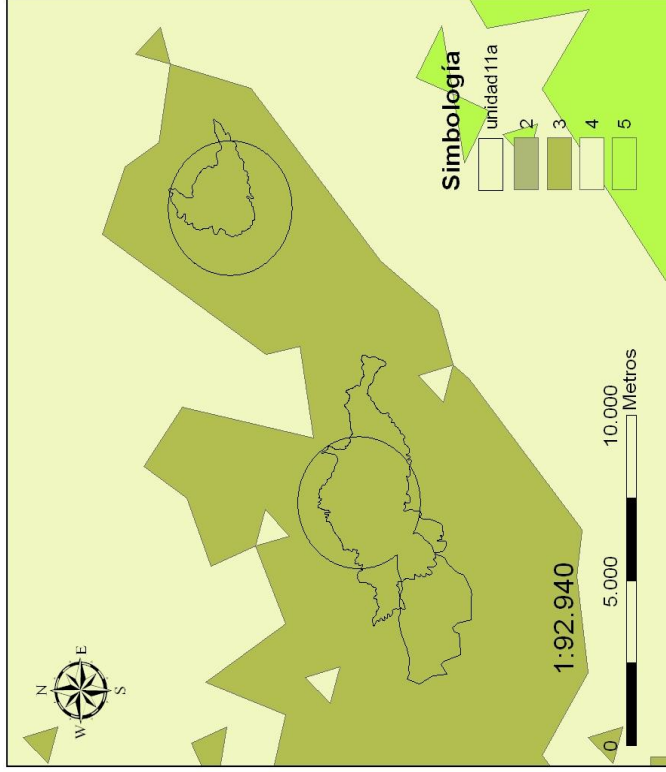 N
W E
S
Simbología
unidad11a
2
3
4
5
1:92.940
0 5.000 10.000
Metros